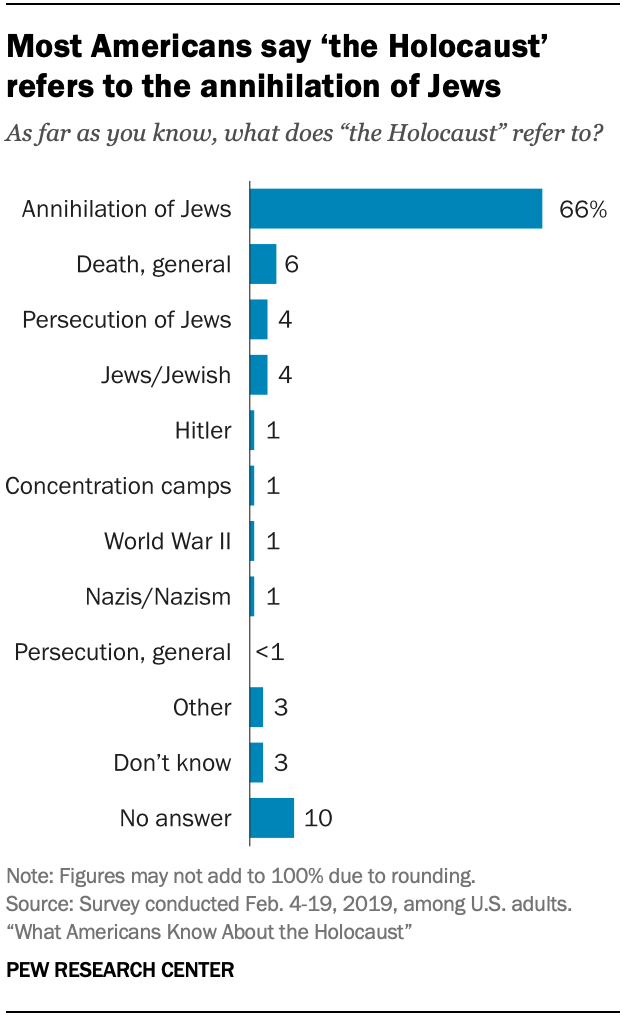 Most Americans say ‘the Holocaust’
refers to the annihilation of Jews
As far as you know, what does “the Holocaust” refer to?
Annihilation of Jews 66%
Death, general 6
Persecution of Jews 4
Jews/Jewish 4
Hitler 1
Concentration camps 1
World War II 1
Nazis/Nazism 1
Persecution, general <1
Other 3
Don’t know 3
No answer 10
Note: Figures may not add to 100% due to rounding.
Source: Survey conducted Feb. 4-19, 2019, among U.S. adults.
“What Americans Know About the Holocaust”
PEW RESEARCH CENTER